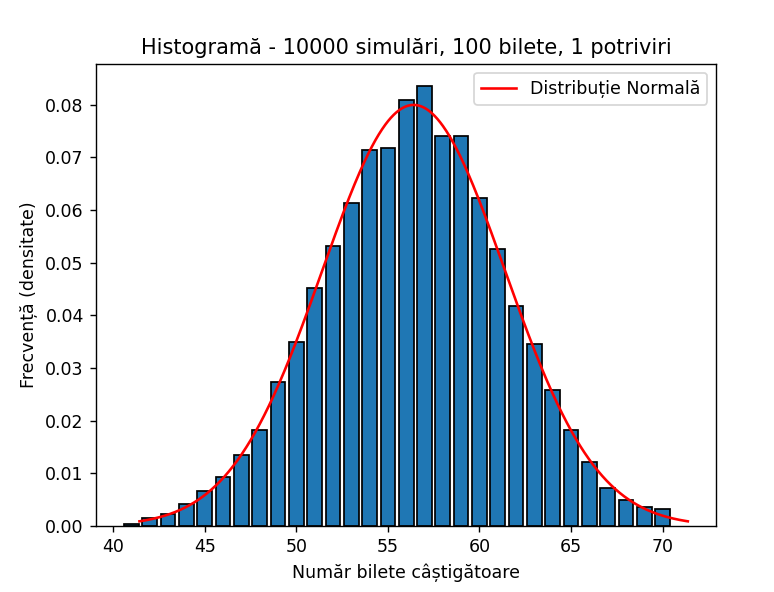 Histogramă - 10000 simulări, 100 bilete, 1 potriviri
Distribuție Normală
0.08
0.07
0.06
0.05
0.04
0.03
0.02
0.01
0.00
Frecvență (densitate)
40 45 50 55 60 65 70
Număr bilete câștigătoare